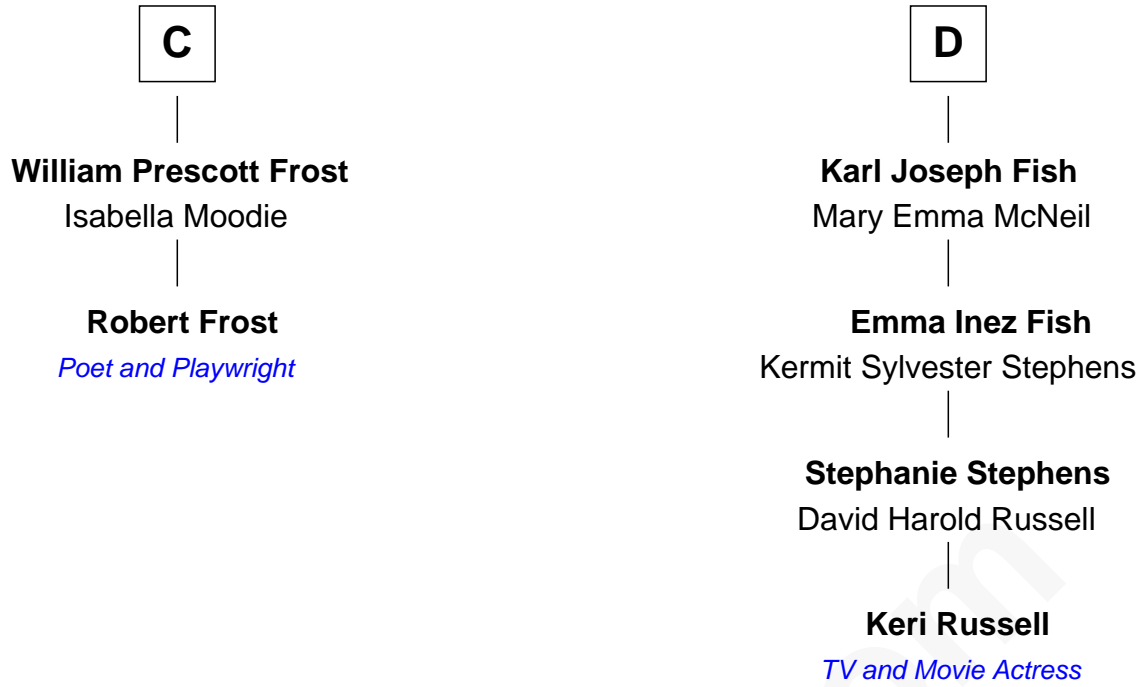 C
William Prescott Frost
Isabella Moodie
Robert Frost
Poet and Playwright
D
Karl Joseph Fish
Mary Emma McNeil
Emma Inez Fish
Kermit Sylvester Stephens
Stephanie Stephens
David Harold Russell
Keri Russell
TV and Movie Actress